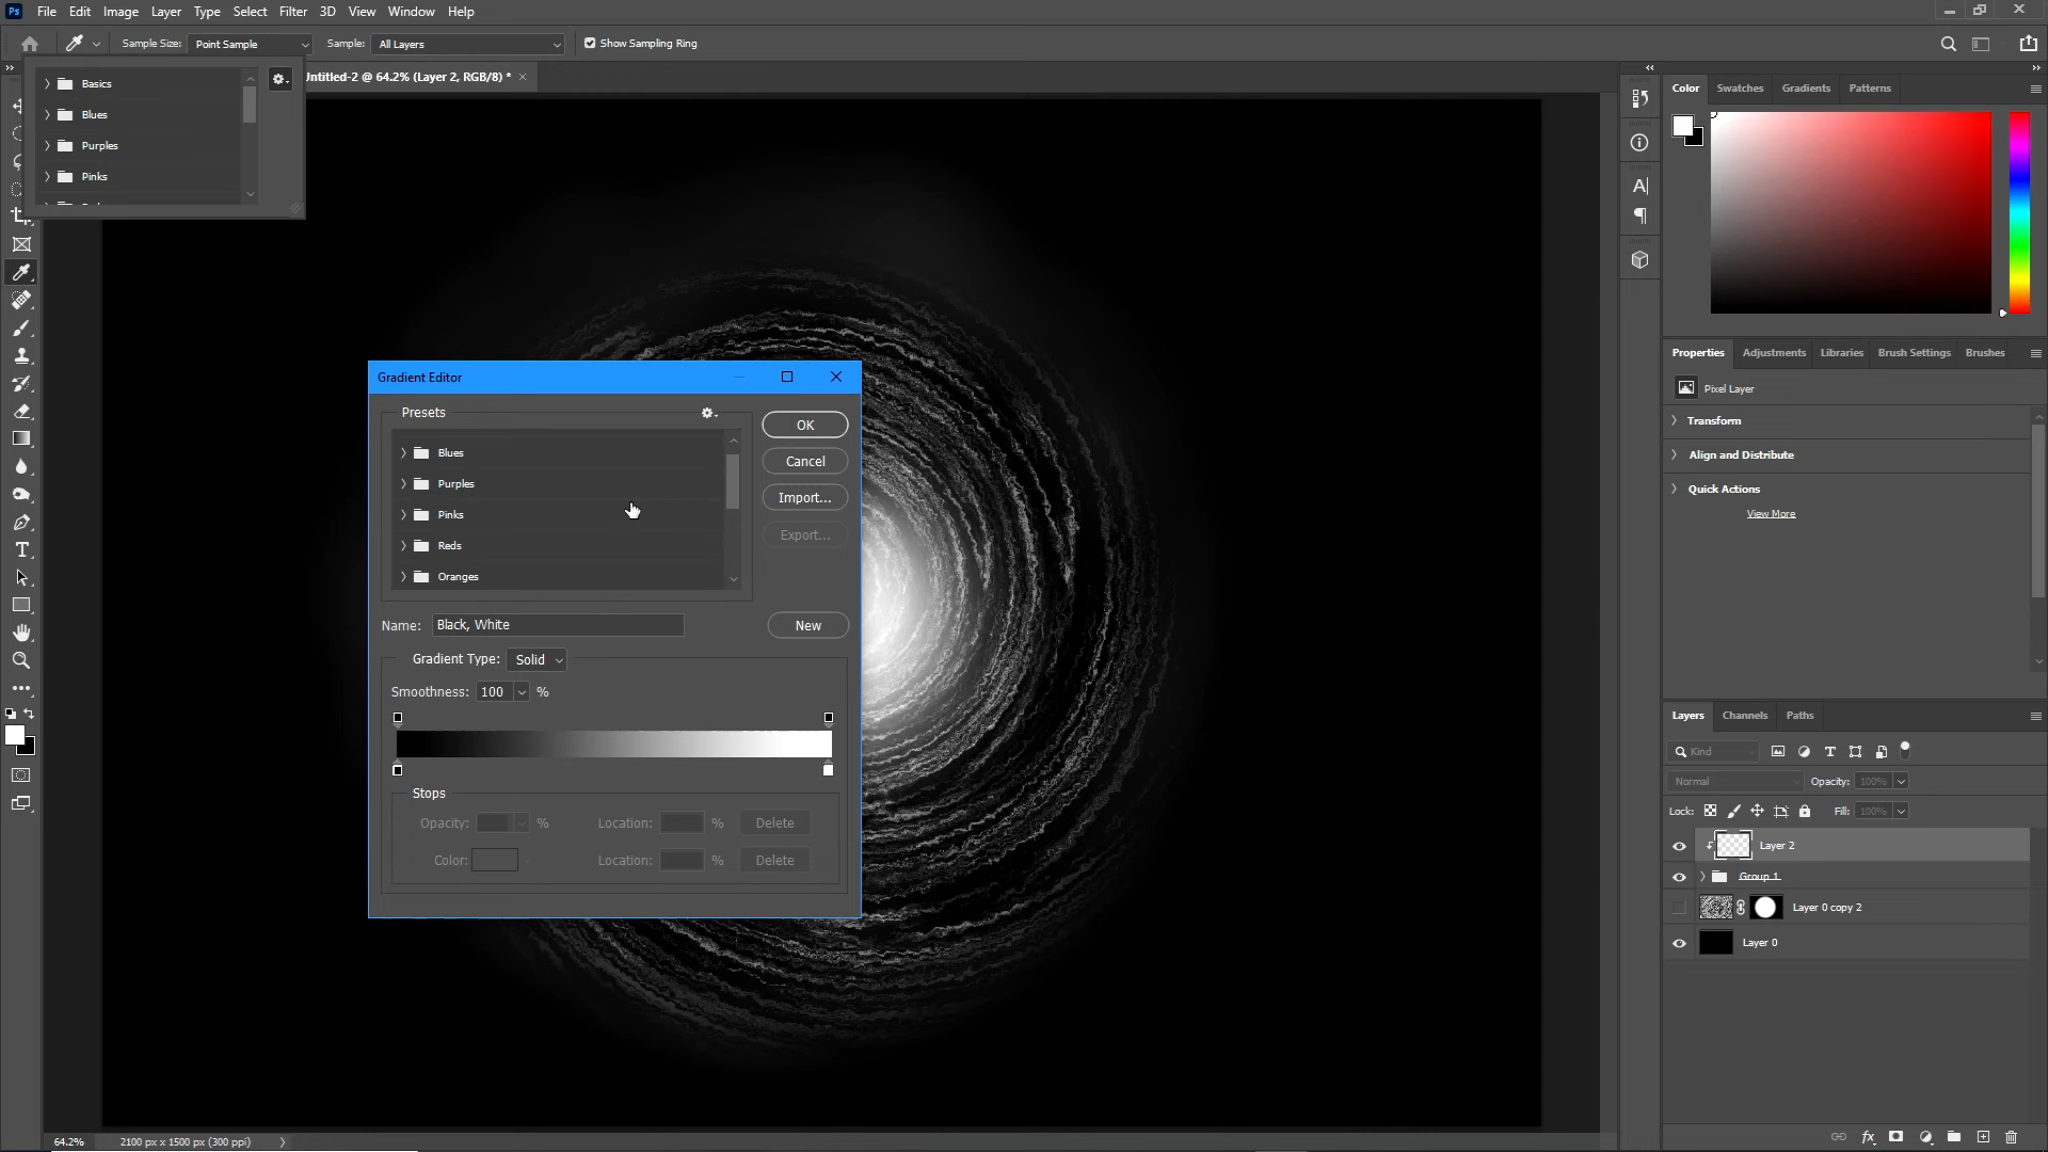 Ps File Edit Image Layer Type Select Filter 3D View Window Help
Sample Size: Point Sample Sample: All Layers Show Sampling Ring
Untitled-2 @ 64.2% (Layer 2, RGB/8) *
Basics
Blues
Purples
Pinks
Gradient Editor
Presets
Blues
Purples
Pinks
Reds
Oranges
OK
Cancel
Import...
Export...
Name: Black, White
New
Gradient Type: Solid
Smoothness: 100 %
Stops
Opacity: % Location: % Delete
Color: Location: % Delete
Color Swatches Gradients Patterns
Properties Adjustments Libraries Brush Settings Brushes
Pixel Layer
Transform
Align and Distribute
Quick Actions
View More
Layers Channels Paths
Kind
Normal Opacity: 100%
Lock: Fill: 100%
Layer 2
Group 1
Layer 0 copy 2
Layer 0
fx
64.2% 2100 px x 1500 px (300 ppi)